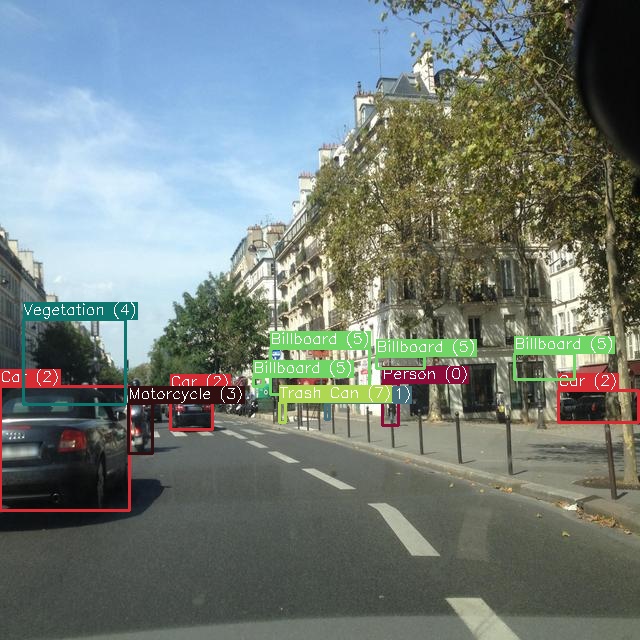 Vegetation (4)
Billboard (5)
Billboard (5)
Billboard (5)
Billboard (5)
Person (0)
Car (2)
Car (2)
Car (2)
Motorcycle (3)
Trash Can (7)
1)